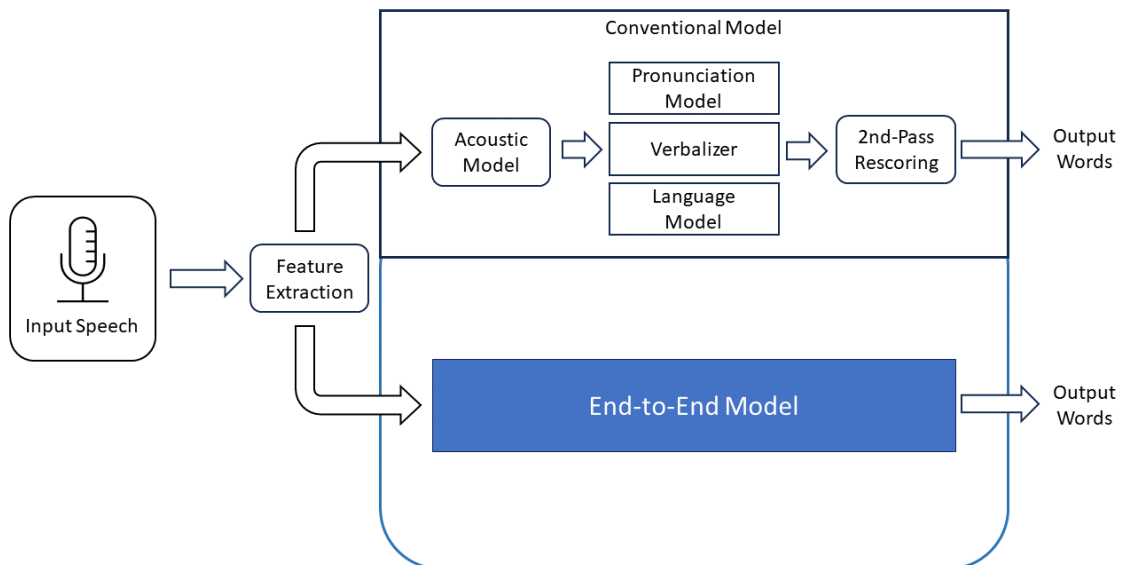 Conventional Model
Pronunciation
Model
Acoustic
Model
Verbalizer
2nd-Pass
Rescoring
Output
Words
Language
Model
Input Speech
Feature
Extraction
End-to-End Model
Output
Words